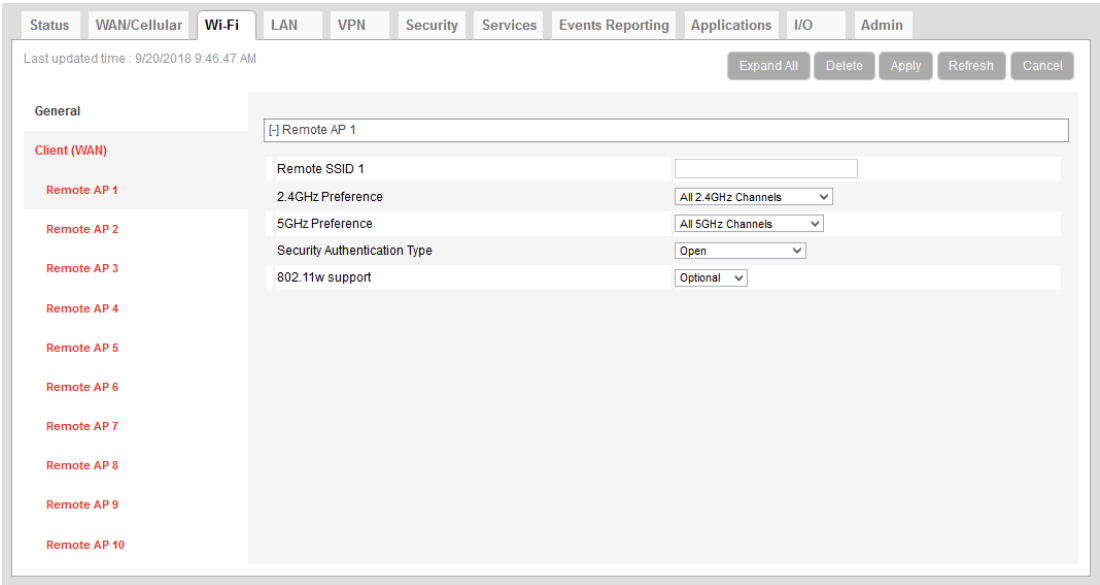 Status WAN/Cellular Wi-Fi LAN VPN Security Services Events Reporting Applications I/O Admin
Last updated time : 9/20/2018 9:46:47 AM
Expand All Delete Apply Refresh Cancel
General
Client (WAN)
Remote AP 1
Remote AP 2
Remote AP 3
Remote AP 4
Remote AP 5
Remote AP 6
Remote AP 7
Remote AP 8
Remote AP 9
Remote AP 10
[-] Remote AP 1
Remote SSID 1
2.4GHz Preference All 2.4GHz Channels
5GHz Preference All 5GHz Channels
Security Authentication Type Open
802.11w support Optional